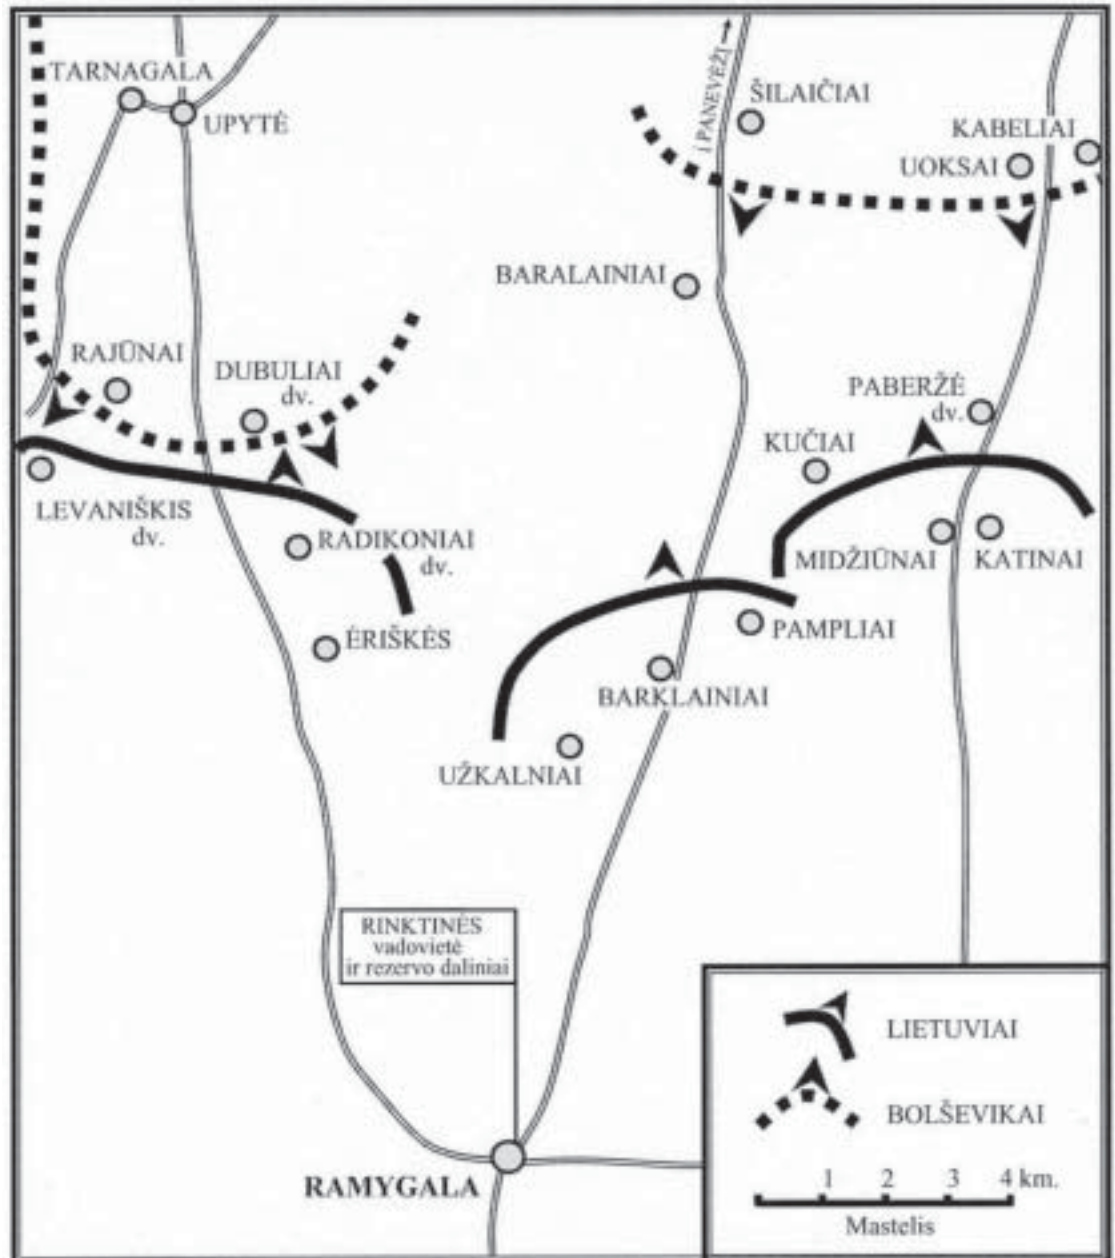 TARNAGALA
UPYTĖ
Į PANEVĖŽĮ
ŠILAIČIAI
KABELIAI
UOKSAI
BARALAINIAI
RAJŪNAI
DUBULIAI
dv.
PABERŽĖ
dv.
KUČIAI
LEVANIŠKIS
dv.
RADIKONIAI
dv.
MIDŽIŪNAI
KATINAI
ĖRIŠKĖS
PAMPLIAI
BARKLAINIAI
UŽKALNIAI
RINKTINĖS
vadovietė
ir rezervo daliniai
LIETUVIAI
BOLŠEVIKAI
1 2 3 4 km.
Mastelis
RAMYGALA